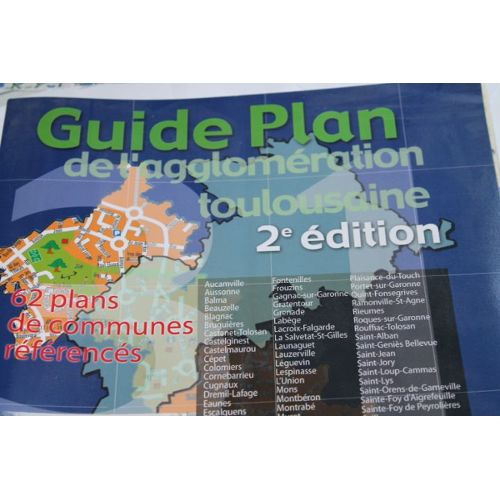 Guide Plan
de l'agglomération
toulousaine
2e édition
62 plans
de communes
référencés
Aucamville
Aussonne
Balma
Beauzelle
Blagnac
Bruguières
Castanet-Tolosan
Castelginest
Castelmaurou
Cépet
Colomiers
Cornebarrieu
Cugnaux
Dremil-Lafage
Eaunes
Escalquens
Fontenilles
Frouzins
Gagnac-sur-Garonne
Gratentour
Grenade
Labège
Lacroix-Falgarde
La Salvetat-St-Gilles
Launaguet
Lauzerville
Léguevin
Lespinasse
L'Union
Mons
Montbéron
Montrabé
Muret
Plaisance-du-Touch
Portet-sur-Garonne
Quint-Fonsegrives
Ramonville-St-Agne
Rieumes
Roques-sur-Garonne
Rouffiac-Tolosan
Saint-Alban
Saint-Geniès Bellevue
Saint-Jean
Saint-Jory
Saint-Loup-Cammas
Saint-Lys
Saint-Orens-de-Gameville
Sainte-Foy d'Aigrefeuille
Sainte-Foy de Peyrolières